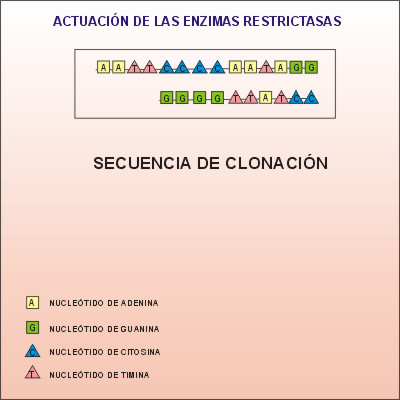 ACTUACIÓN DE LAS ENZIMAS RESTRICTASAS
A A T T C C C C A A T A G G
G G G G T T A T C C
SECUENCIA DE CLONACIÓN
A NUCLEÓTIDO DE ADENINA
G NUCLEÓTIDO DE GUANINA
C NUCLEÓTIDO DE CITOSINA
T NUCLEÓTIDO DE TIMINA